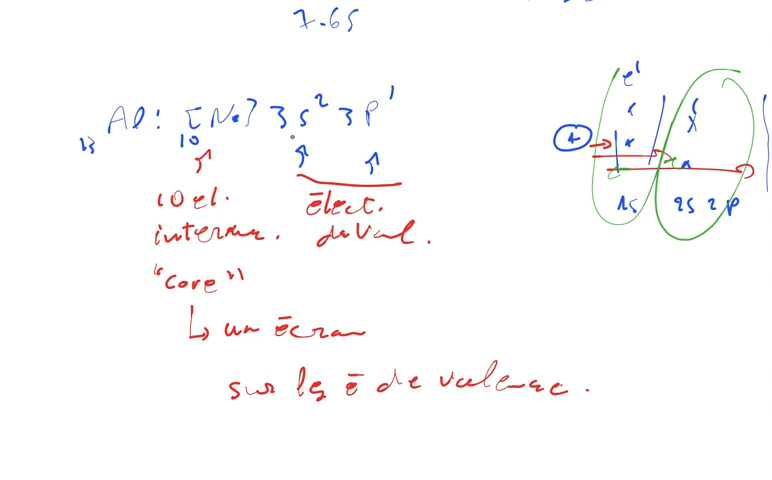 7.65
13 Al: [Ne] 3s² 3p¹
10
10 el. élect.
interne. de val.
"core"
↳ un écran
sur les ē de valence.
e⁻
+
1s 2s 2p